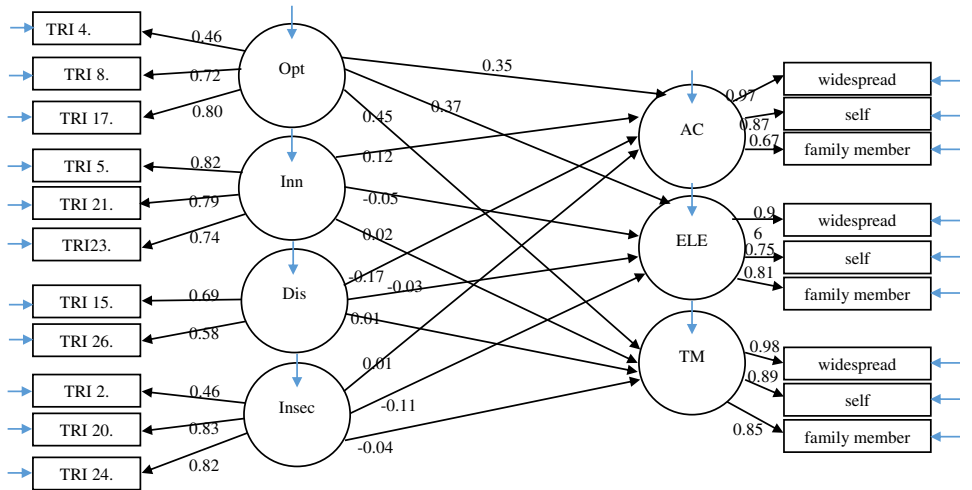 TRI 4.
TRI 8.
TRI 17.
0.46
0.72
0.80
Opt
TRI 5.
TRI 21.
TRI23.
0.82
0.79
0.74
Inn
TRI 15.
TRI 26.
0.69
0.58
Dis
TRI 2.
TRI 20.
TRI 24.
0.46
0.83
0.82
Insec
0.35
0.37
0.45
0.12
-0.05
0.02
-0.17
-0.03
0.01
0.01
-0.11
-0.04
AC
0.97
0.87
0.67
widespread
self
family member
ELE
0.9
6
0.75
0.81
widespread
self
family member
TM
0.98
0.89
0.85
widespread
self
family member